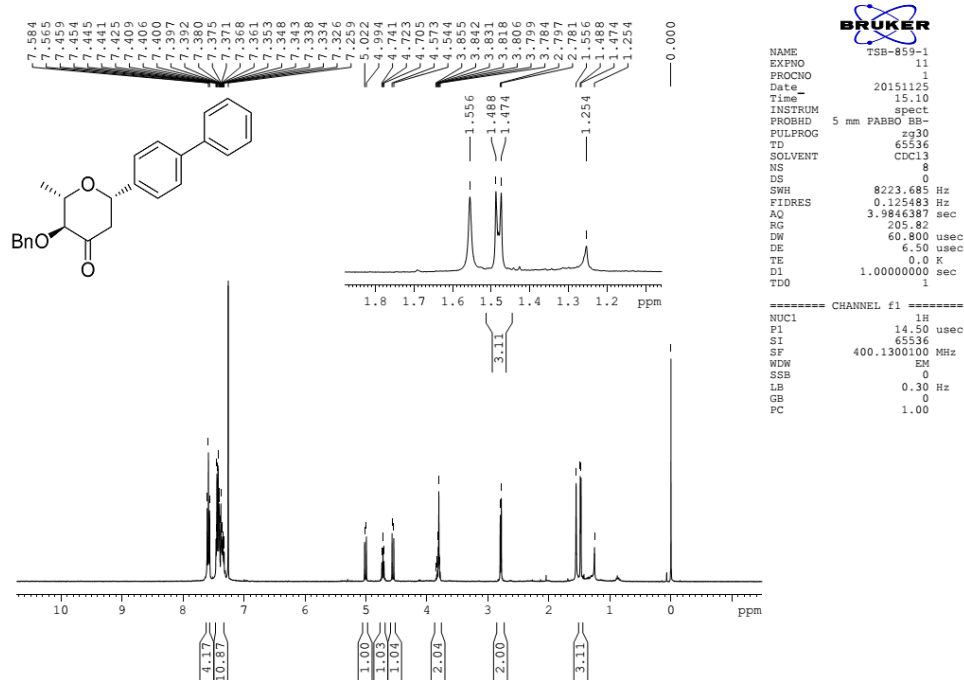 7.584
7.565
7.459
7.454
7.445
7.441
7.425
7.409
7.406
7.400
7.397
7.392
7.380
7.375
7.371
7.368
7.361
7.353
7.348
7.343
7.338
7.334
7.326
7.259
5.022
4.994
4.741
4.723
4.705
4.573
4.544
3.855
3.842
3.831
3.818
3.806
3.799
3.784
2.797
2.781
1.556
1.488
1.474
1.254
0.000
BRUKER
NAME TSB-859-1
EXPNO 11
PROCNO 1
Date_ 20151125
Time 15.10
INSTRUM spect
PROBHD 5 mm PABBO BB-
PULPROG zg30
TD 65536
SOLVENT CDCl3
NS 8
DS 0
SWH 8223.685 Hz
FIDRES 0.125483 Hz
AQ 3.9846387 sec
RG 205.82
DW 60.800 usec
DE 6.50 usec
TE 0.0 K
D1 1.00000000 sec
TD0 1
======== CHANNEL f1 ========
NUC1 1H
P1 14.50 usec
SI 65536
SF 400.1300100 MHz
WDW EM
SSB 0
LB 0.30 Hz
GB 0
PC 1.00
O
BnO
O
1.556
1.488
1.474
1.254
1.8 1.7 1.6 1.5 1.4 1.3 1.2 ppm
3.11
10 9 8 7 6 5 4 3 2 1 0 ppm
4.17
10.87
1.00
1.03
1.04
2.04
2.00
3.11